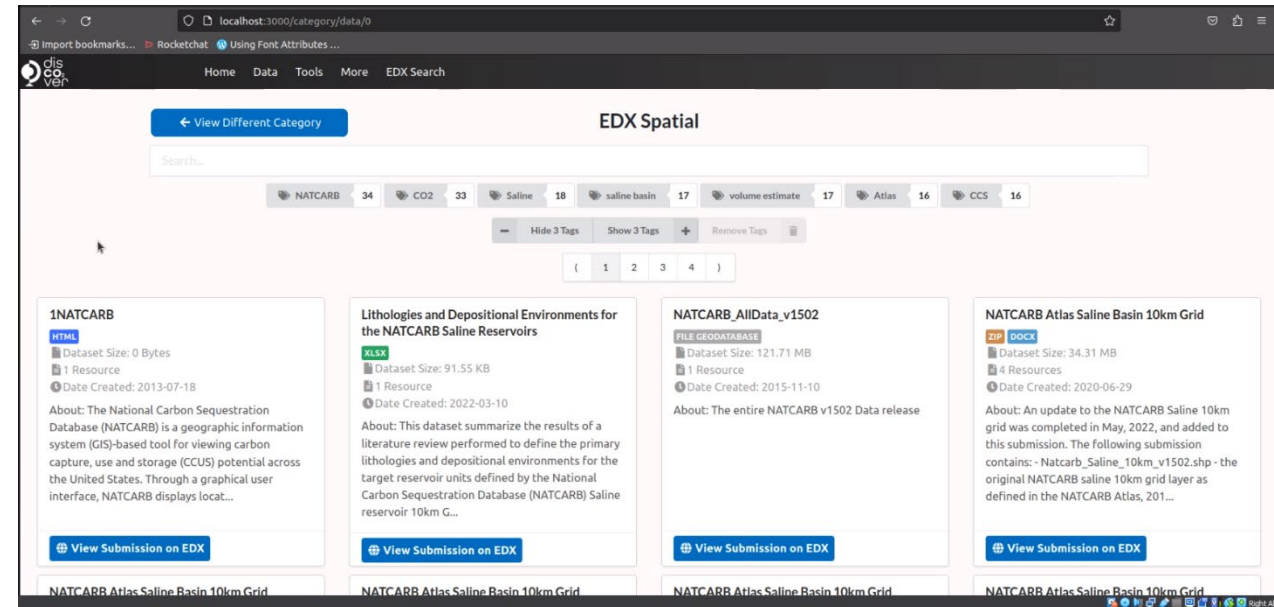 localhost:3000/category/data/0
Import bookmarks... Rocketchat Using Font Attributes ...
dis
co2
ver
Home Data Tools More EDX Search
← View Different Category
EDX Spatial
Search...
NATCARB 34 CO2 33 Saline 18 saline basin 17 volume estimate 17 Atlas 16 CCS 16
− Hide 3 Tags Show 3 Tags + Remove Tags
⟨ 1 2 3 4 ⟩
1NATCARB
HTML
Dataset Size: 0 Bytes
1 Resource
Date Created: 2013-07-18
About: The National Carbon Sequestration
Database (NATCARB) is a geographic information
system (GIS)-based tool for viewing carbon
capture, use and storage (CCUS) potential across
the United States. Through a graphical user
interface, NATCARB displays locat...
View Submission on EDX
Lithologies and Depositional Environments for
the NATCARB Saline Reservoirs
XLSX
Dataset Size: 91.55 KB
1 Resource
Date Created: 2022-03-10
About: This dataset summarize the results of a
literature review performed to define the primary
lithologies and depositional environments for the
target reservoir units defined by the National
Carbon Sequestration Database (NATCARB) Saline
reservoir 10km G...
View Submission on EDX
NATCARB_AllData_v1502
FILE GEODATABASE
Dataset Size: 121.71 MB
1 Resource
Date Created: 2015-11-10
About: The entire NATCARB v1502 Data release
View Submission on EDX
NATCARB Atlas Saline Basin 10km Grid
ZIP DOCX
Dataset Size: 34.31 MB
4 Resources
Date Created: 2020-06-29
About: An update to the NATCARB Saline 10km
grid was completed in May, 2022, and added to
this submission. The following submission
contains: - Natcarb_Saline_10km_v1502.shp - the
original NATCARB saline 10km grid layer as
defined in the NATCARB Atlas, 201...
View Submission on EDX
NATCARB Atlas Saline Basin 10km Grid
NATCARB Atlas Saline Basin 10km Grid
NATCARB Atlas Saline Basin 10km Grid
NATCARB Atlas Saline Basin 10km Grid
Right